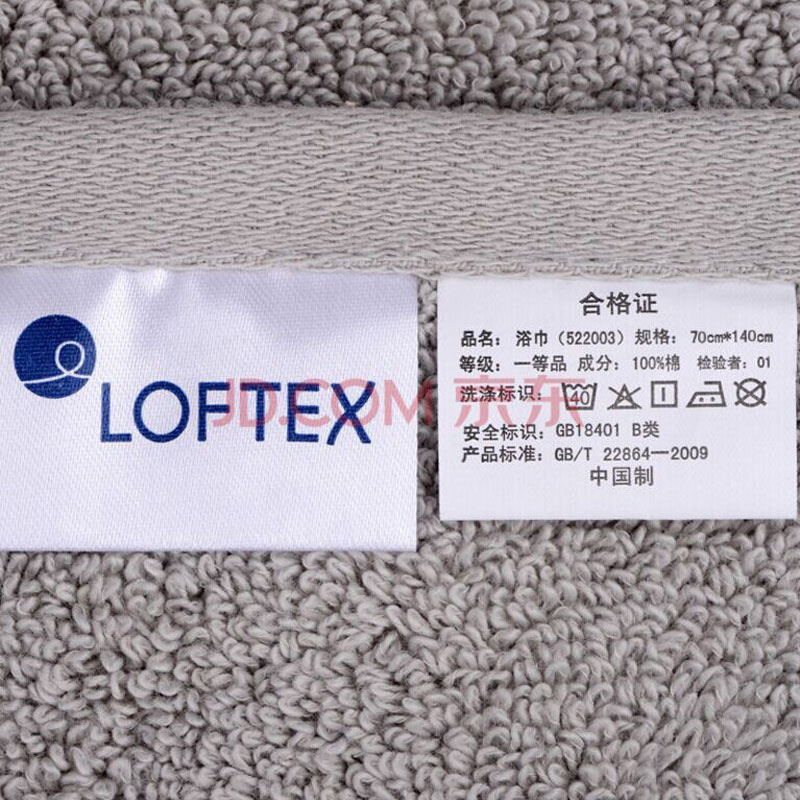 LOFTEX
JD.COM 京东
合格证
品名：浴巾（522003）规格：70cm*140cm
等级：一等品 成分：100%棉 检验者：01
洗涤标识：40
安全标识：GB18401 B类
产品标准：GB/T 22864—2009
中国制